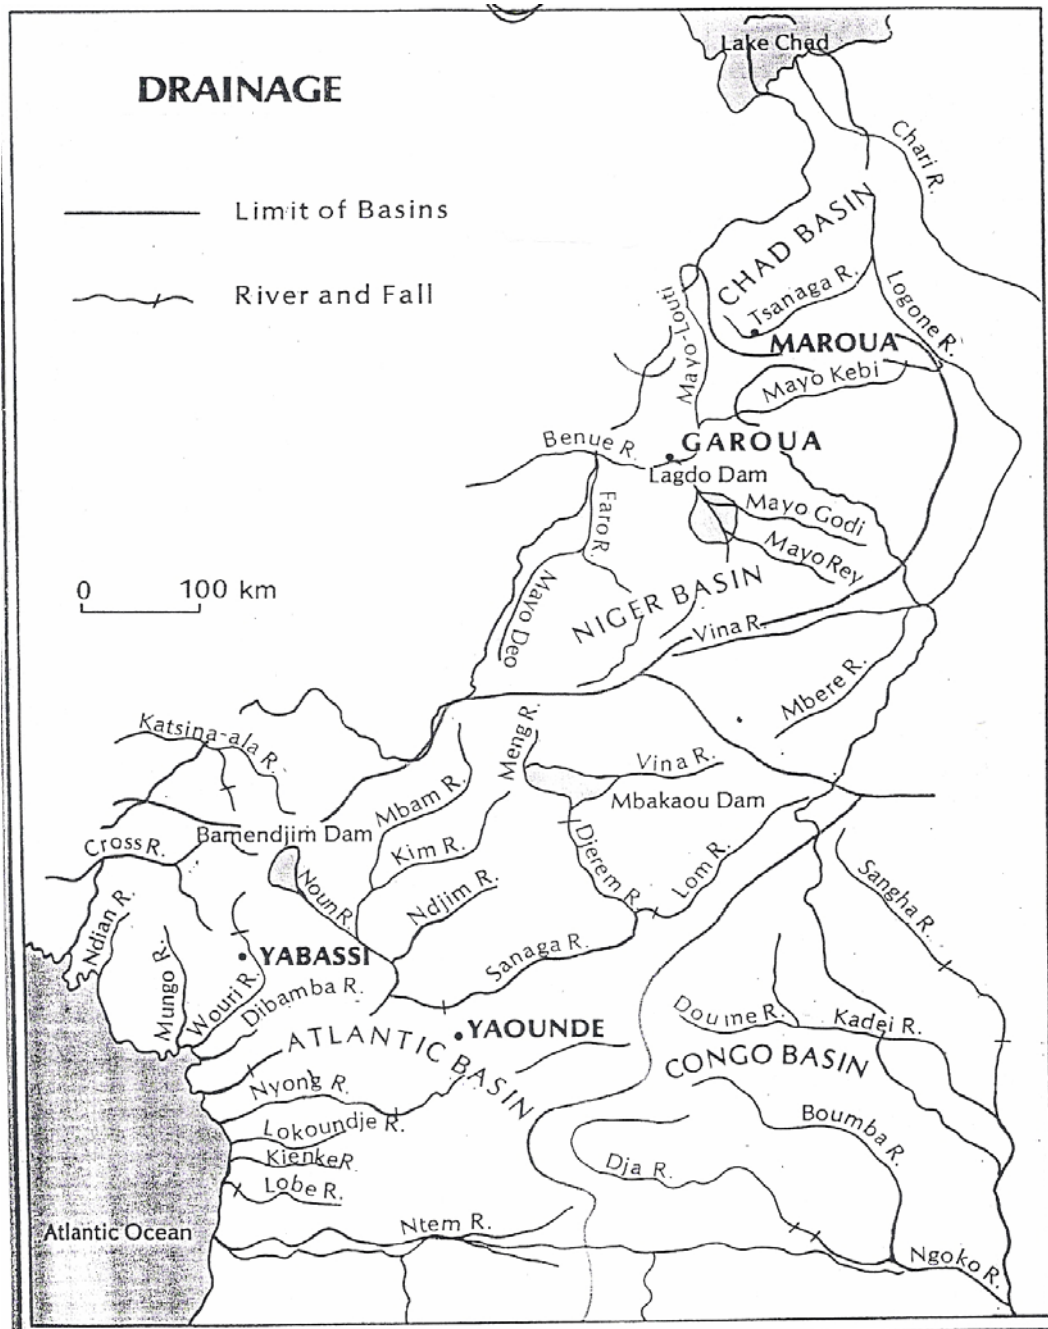 Lake Chad
DRAINAGE
Chari R.
Limit of Basins
CHAD BASIN
River and Fall
Tsanaga R.
Logone R.
Mayo-Louti
MAROUA
Mayo Kebi
Benue R.
GAROUA
Lagdo Dam
Faro R.
Mayo Godi
Mayo Rey
0 100 km
Mayo Deo
NIGER BASIN
Vina R.
Mbere R.
Katsina-ala R.
Meng R.
Vina R.
Mbam R.
Mbakaou Dam
Bamendjim Dam
Cross R.
Kim R.
Djerem R.
Lom R.
Sangha R.
Noun R.
Ndjim R.
Ndian R.
Mungo R.
YABASSI
Sanaga R.
Wouri R.
Dibamba R.
ATLANTIC BASIN
YAOUNDE
Doume R.
Kadei R.
CONGO BASIN
Nyong R.
Lokoundje R.
Boumba R.
Kienke R
Dja R.
Lobe R.
Atlantic Ocean
Ntem R.
Ngoko R.